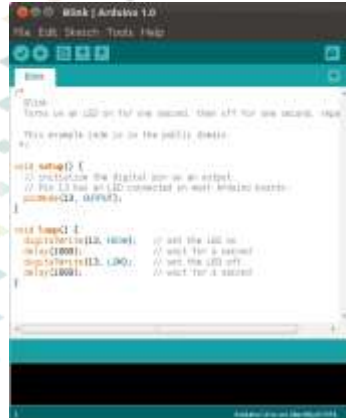 Blink | Arduino 1.0
File Edit Sketch Tools Help
Blink
/*
Blink
Turns on an LED on for one second, then off for one second, repe
This example code is in the public domain.
*/
void setup() {
// initialize the digital pin as an output.
// Pin 13 has an LED connected on most Arduino boards:
pinMode(13, OUTPUT);
}
void loop() {
digitalWrite(13, HIGH); // set the LED on
delay(1000); // wait for a second
digitalWrite(13, LOW); // set the LED off
delay(1000); // wait for a second
}
1